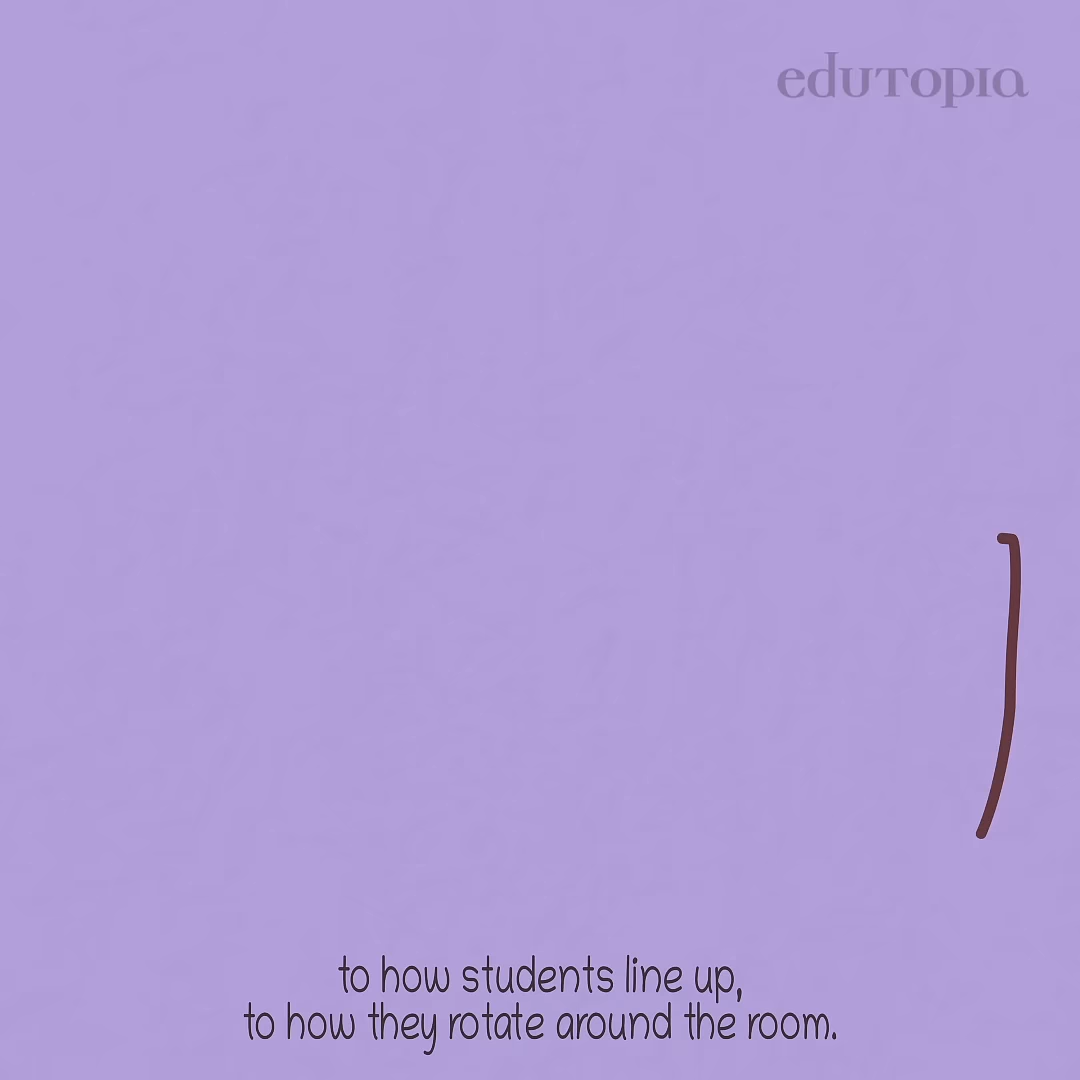 edutopia
to how students line up,
to how they rotate around the room.